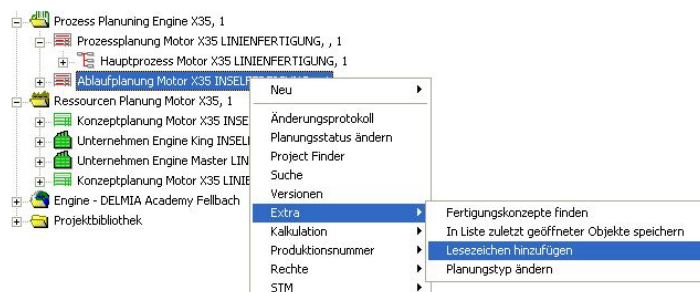 Prozess Planuning Engine X35, 1
Prozessplanung Motor X35 LINIENFERTIGUNG, , 1
Hauptprozess Motor X35 LINIENFERTIGUNG, 1
Ablaufplanung Motor X35
Ressourcen Planung Motor X35, 1
Konzeptplanung Motor X35 INSE
Unternehmen Engine King INSEL
Unternehmen Engine Master LIN
Konzeptplanung Motor X35 LINIE
Engine - DELMIA Academy Fellbach
Projektbibliothek
Neu
Änderungsprotokoll
Planungsstatus ändern
Project Finder
Suche
Versionen
Extra
Kalkulation
Produktionsnummer
Rechte
STM
Fertigungskonzepte finden
In Liste zuletzt geöffneter Objekte speichern
Lesezeichen hinzufügen
Planungstyp ändern